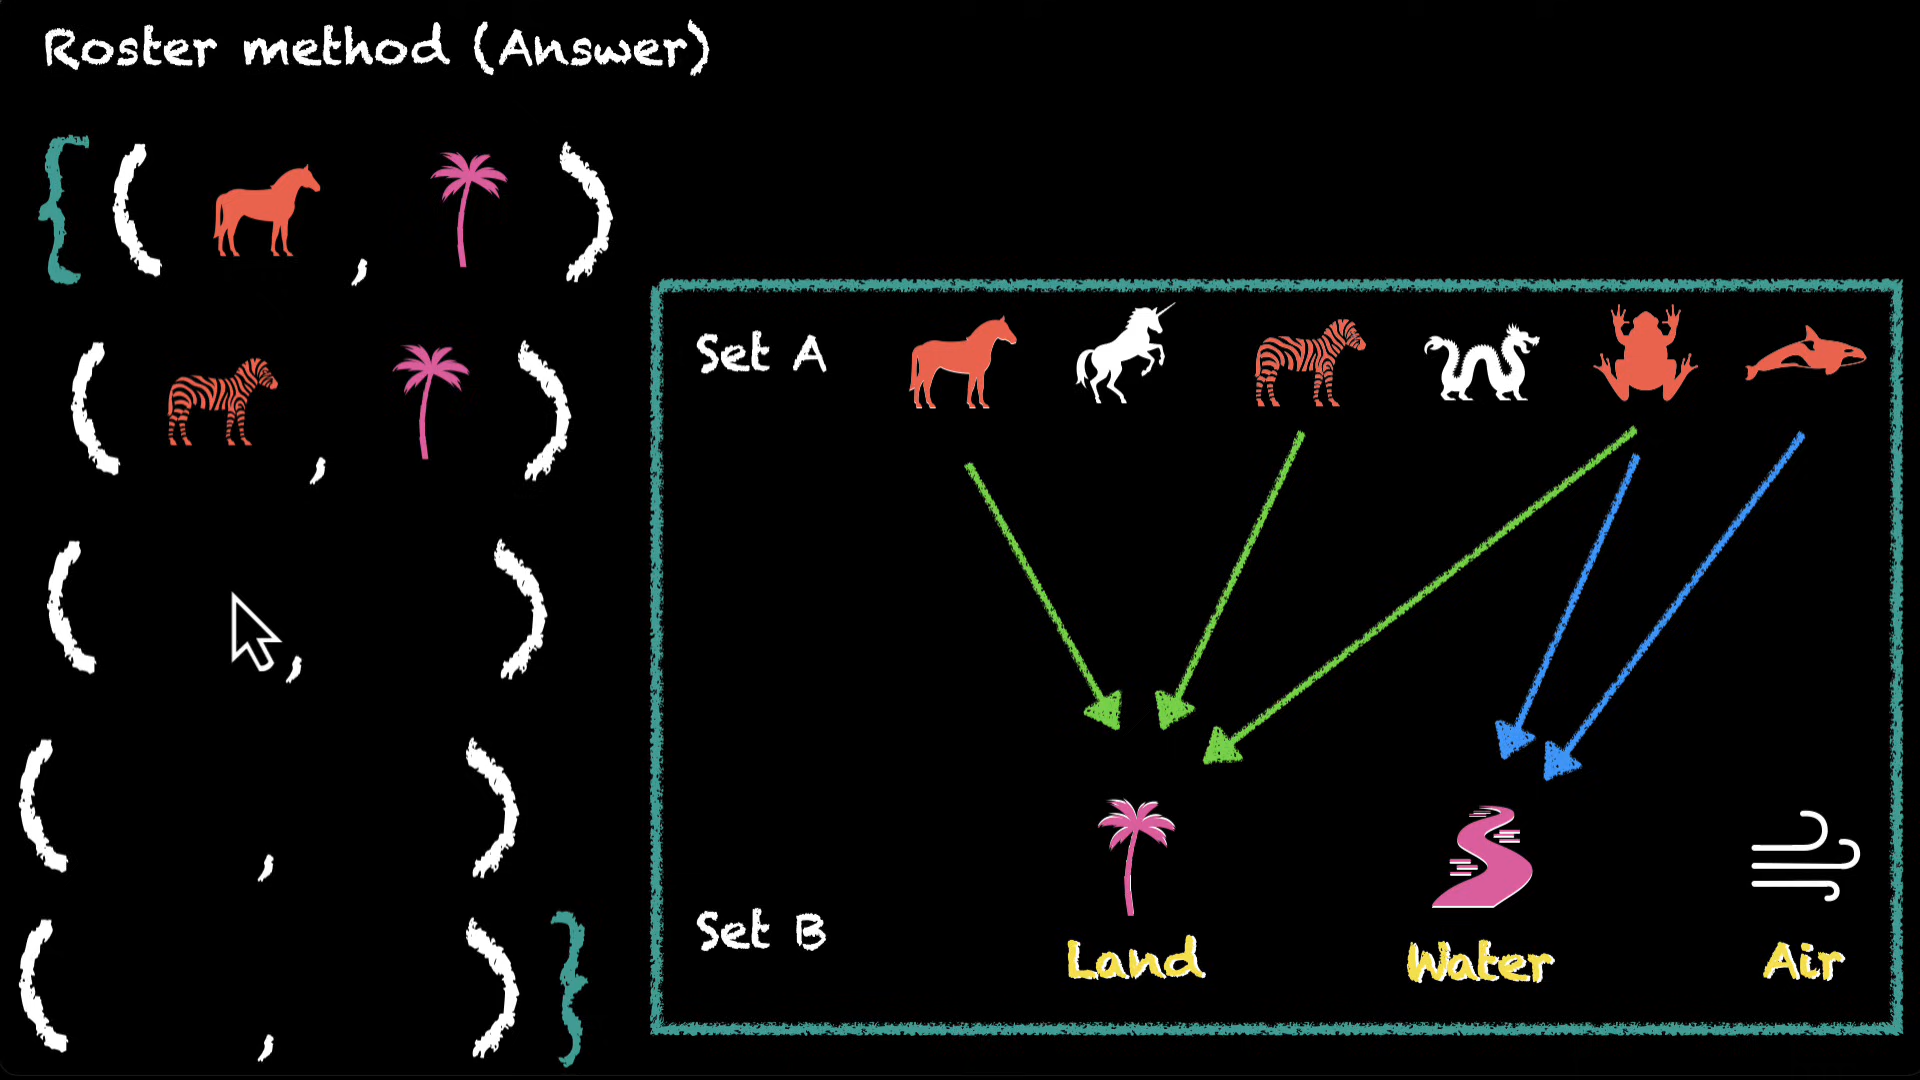 Roster method (Answer)
{ ( , )
( , )
( , )
( , )
( , ) }
Set A
Set B
Land
Water
Air